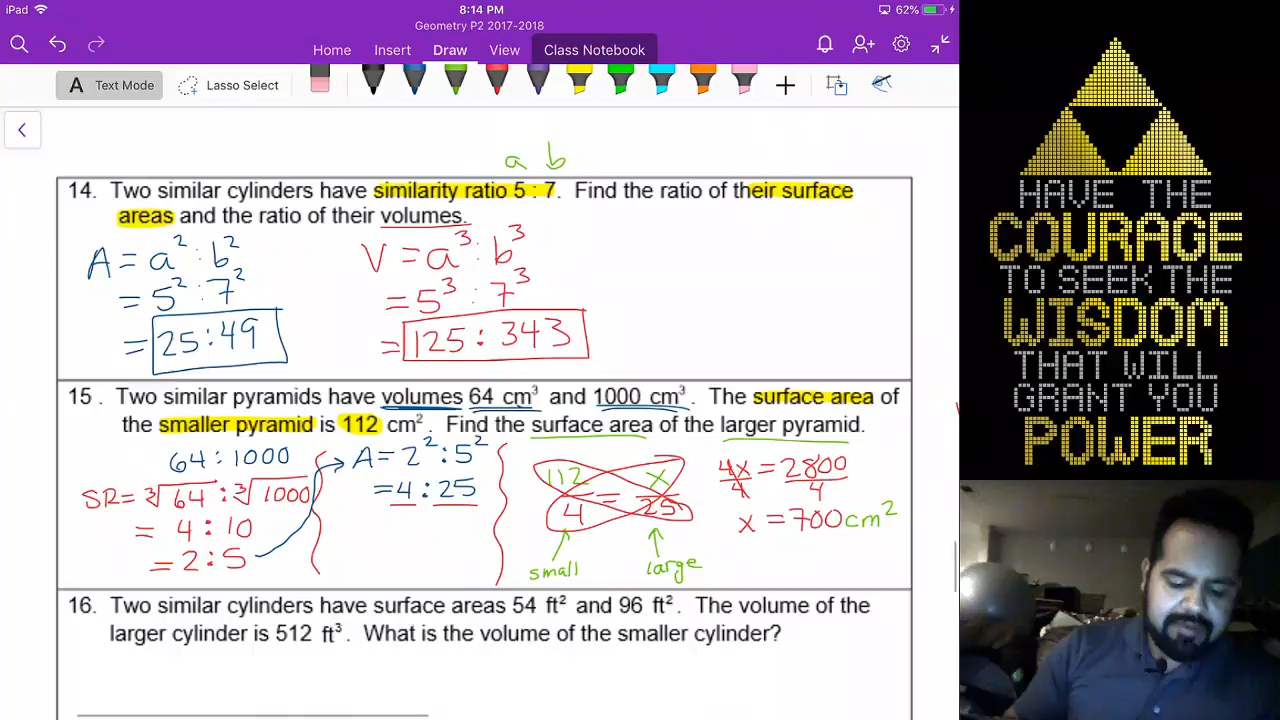 iPad
8:14 PM
62%
Geometry P2 2017-2018
Home Insert Draw View Class Notebook
A Text Mode Lasso Select
a b
14. Two similar cylinders have similarity ratio 5 : 7. Find the ratio of their surface
areas and the ratio of their volumes.
A = a² : b²
= 5² : 7²
= 25 : 49
V = a³ : b³
= 5³ : 7³
= 125 : 343
15 . Two similar pyramids have volumes 64 cm³ and 1000 cm³. The surface area of
the smaller pyramid is 112 cm². Find the surface area of the larger pyramid.
64 : 1000
SR = ∛64 : ∛1000
= 4 : 10
= 2 : 5
A = 2² : 5²
= 4 : 25
112/4 = x/25
small large
4x/4 = 2800/4
x = 700 cm²
16. Two similar cylinders have surface areas 54 ft² and 96 ft². The volume of the
larger cylinder is 512 ft³. What is the volume of the smaller cylinder?
HAVE THE
COURAGE
TO SEEK THE
WISDOM
THAT WILL
GRANT YOU
POWER